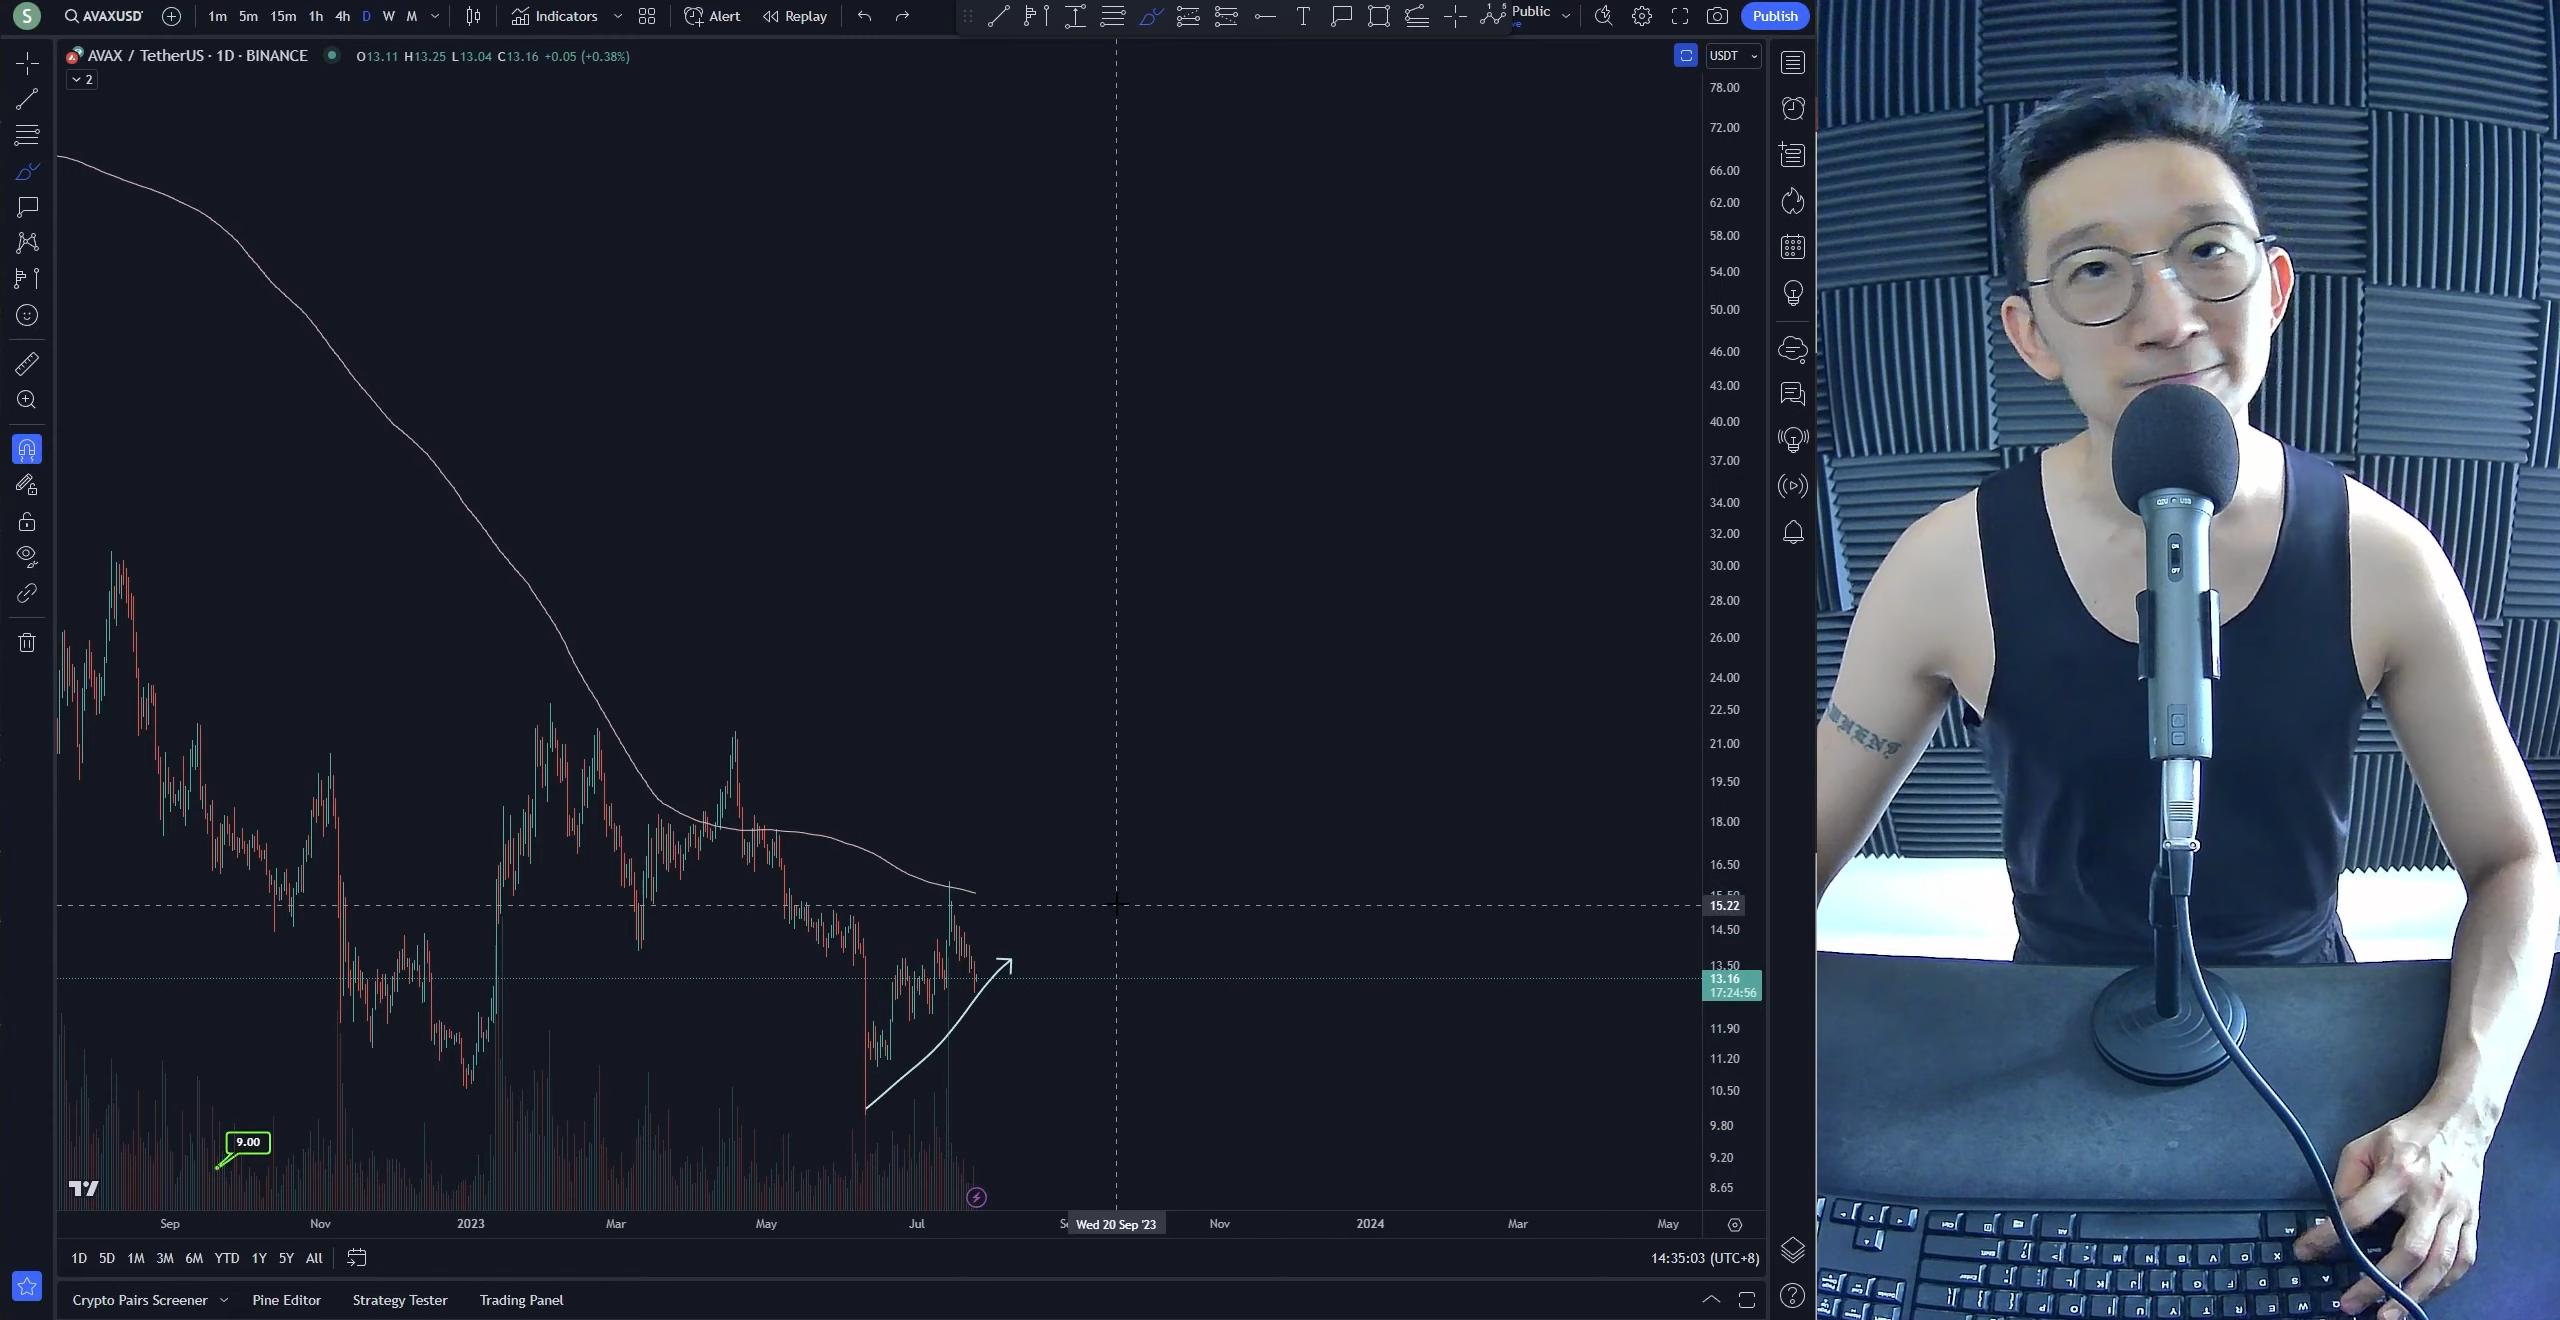 S
AVAXUSD
1m 5m 15m 1h 4h D W M
Indicators
Alert
Replay
Public
Publish
AVAX / TetherUS · 1D · BINANCE O13.11 H13.25 L13.04 C13.16 +0.05 (+0.38%)
2
USDT
78.00
72.00
66.00
62.00
58.00
54.00
50.00
46.00
43.00
40.00
37.00
34.00
32.00
30.00
28.00
26.00
24.00
22.50
21.00
19.50
18.00
16.50
15.22
14.50
13.50
13.16
17:24:56
11.90
11.20
10.50
9.80
9.20
8.65
9.00
Sep Nov 2023 Mar May Jul Wed 20 Sep '23 Nov 2024 Mar May
1D 5D 1M 3M 6M YTD 1Y 5Y All
14:35:03 (UTC+8)
Crypto Pairs Screener Pine Editor Strategy Tester Trading Panel
ON
OFF